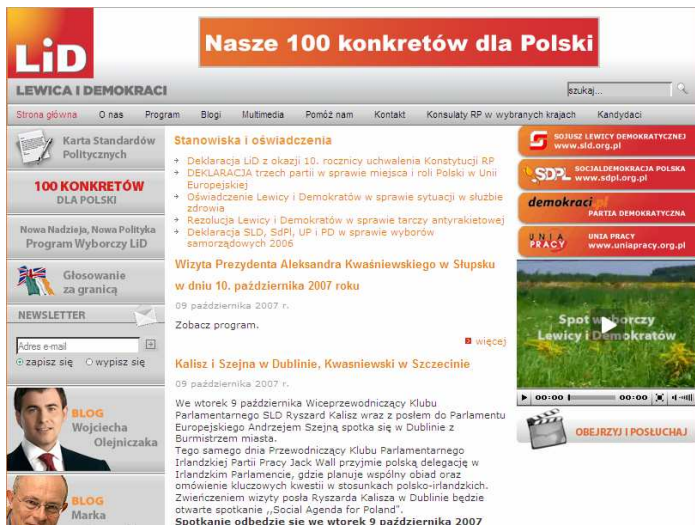 LiD
LEWICA I DEMOKRACI
Nasze 100 konkretów dla Polski
szukaj...
Strona główna O nas Program Blogi Multimedia Pomóż nam Kontakt Konsulaty RP w wybranych krajach Kandydaci
Karta Standardów
Politycznych
100 KONKRETÓW
DLA POLSKI
Nowa Nadzieja, Nowa Polityka
Program Wyborczy LiD
Głosowanie
za granicą
NEWSLETTER
Adres e-mail
zapisz się wypisz się
BLOG
Wojciecha
Olejniczaka
BLOG
Marka
Stanowiska i oświadczenia
Deklaracja LiD z okazji 10. rocznicy uchwalenia Konstytucji RP
DEKLARACJA trzech partii w sprawie miejsca i roli Polski w Unii
Europejskiej
Oświadczenie Lewicy i Demokratów w sprawie sytuacji w służbie
zdrowia
Rezolucja Lewicy i Demokratów w sprawie tarczy antyrakietowej
Deklaracja SLD, SdPl, UP i PD w sprawie wyborów
samorządowych 2006
Wizyta Prezydenta Aleksandra Kwaśniewskiego w Słupsku
w dniu 10. października 2007 roku
09 października 2007 r.
Zobacz program.
więcej
Kalisz i Szejna w Dublinie, Kwasniewski w Szczecinie
09 października 2007 r.
We wtorek 9 października Wiceprzewodniczący Klubu
Parlamentarnego SLD Ryszard Kalisz wraz z posłem do Parlamentu
Europejskiego Andrzejem Szejną spotka się w Dublinie z
Burmistrzem miasta.
Tego samego dnia Przewodniczący Klubu Parlamentarnego
Irlandzkiej Partii Pracy Jack Wall przyjmie polską delegację w
Irlandzkim Parlamencie, gdzie planuje wspólny obiad oraz
omówienie kluczowych kwestii w stosunkach polsko-irlandzkich.
Zwieńczeniem wizyty posła Ryszarda Kalisza w Dublinie będzie
otwarte spotkanie ,,Social Agenda for Poland".
Spotkanie odbędzie się we wtorek 9 października 2007
SOJUSZ LEWICY DEMOKRATYCZNEJ
www.sld.org.pl
SDPL SOCJALDEMOKRACJA POLSKA
www.sdpl.org.pl
demokraci.pl
PARTIA DEMOKRATYCZNA
UNIA PRACY
UNIA PRACY
www.uniapracy.org.pl
Spot wyborczy
Lewicy i Demokratów
00:00 00:00
OBEJRZYJ I POSŁUCHAJ